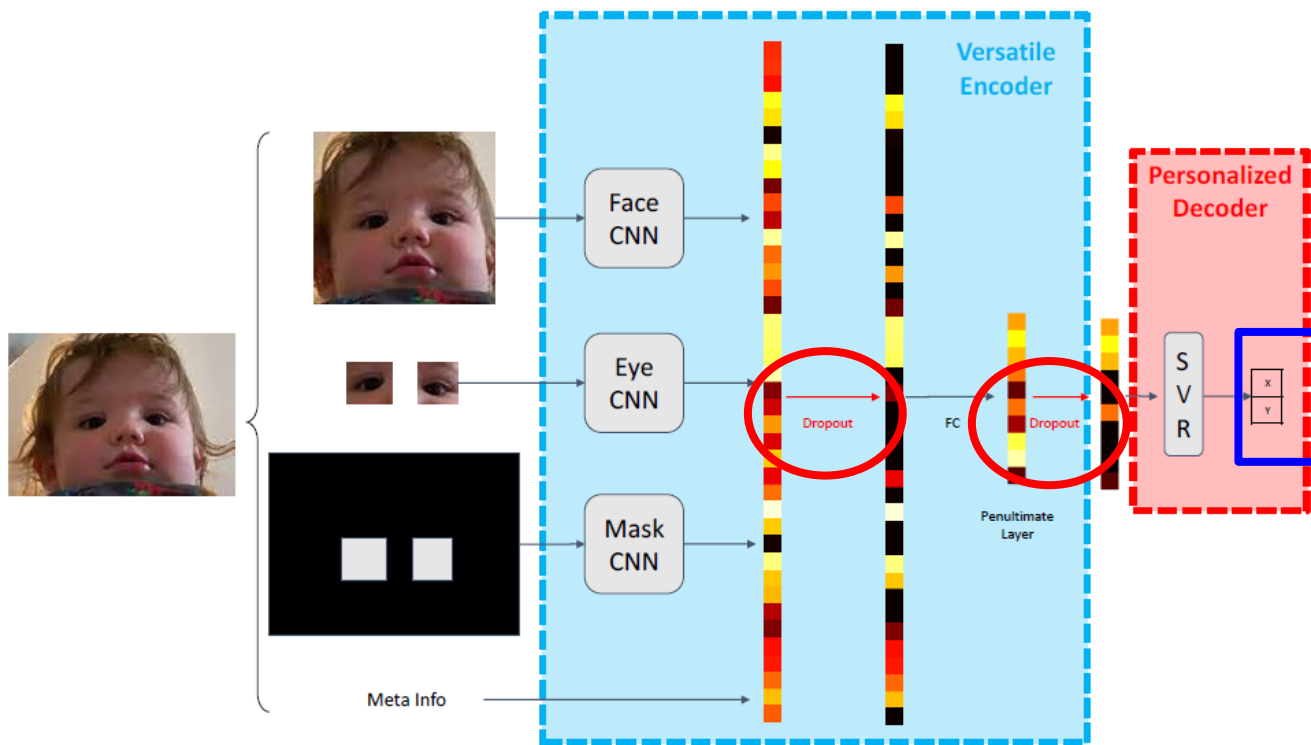 Versatile
Encoder
Personalized
Decoder
Face
CNN
Eye
CNN
Mask
CNN
Meta Info
Dropout
FC
Penultimate
Layer
Dropout
S
V
R
X
Y